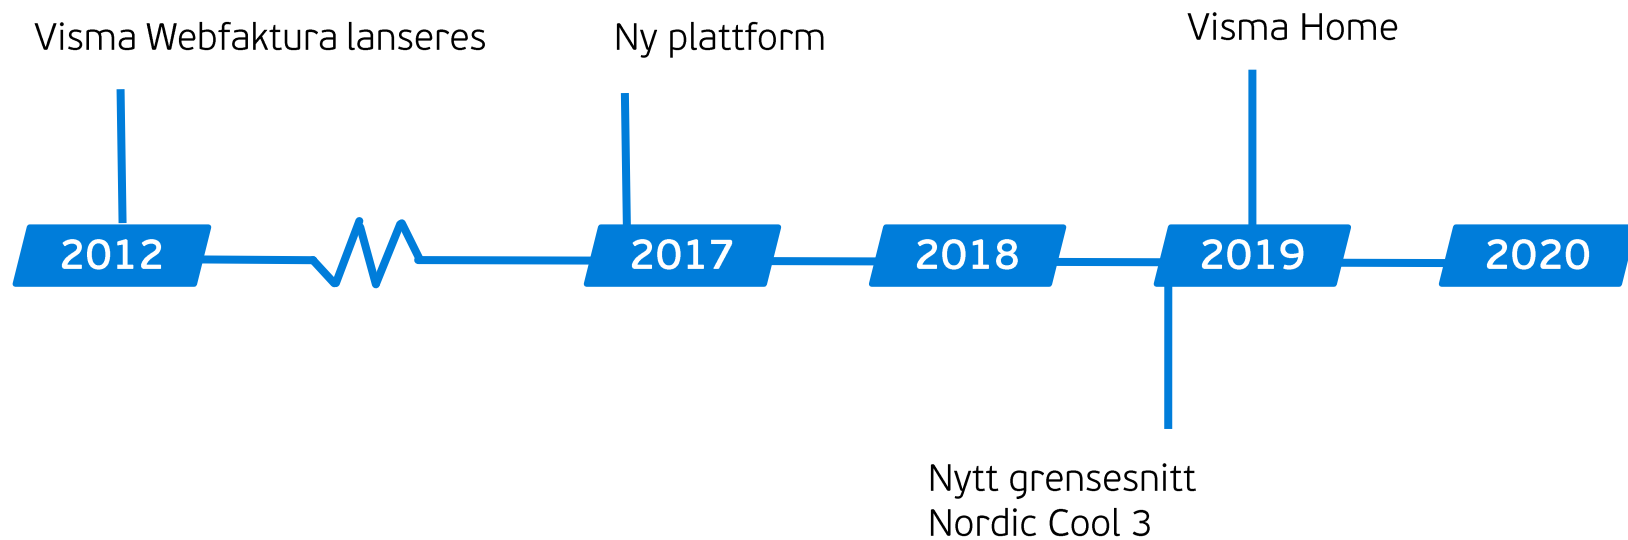 Visma Webfaktura lanseres
Ny plattform
Visma Home
2012
2017
2018
2019
2020
Nytt grensesnitt
Nordic Cool 3